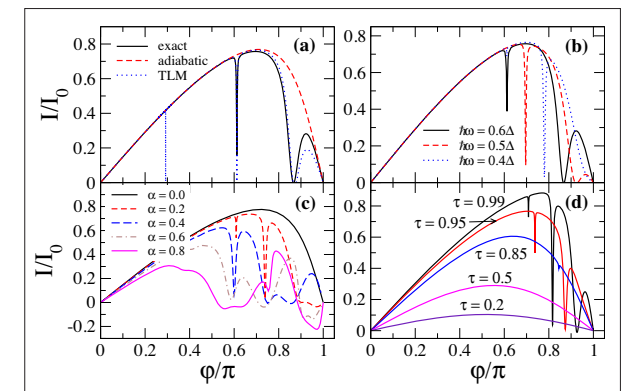 I/I₀
0.8
0.6
0.4
0.2
0
exact
adiabatic
TLM
(a)
0.8
0.6
0.4
0.2
0
(b)
ℏω = 0.6Δ
ℏω = 0.5Δ
ℏω = 0.4Δ
I/I₀
0.8
0.6
0.4
0.2
0
-0.2
α = 0.0
α = 0.2
α = 0.4
α = 0.6
α = 0.8
(c)
0 0.2 0.4 0.6 0.8 1
φ/π
0.8
0.6
0.4
0.2
0
τ = 0.99
τ = 0.95
τ = 0.85
τ = 0.5
τ = 0.2
(d)
0 0.2 0.4 0.6 0.8 1
φ/π